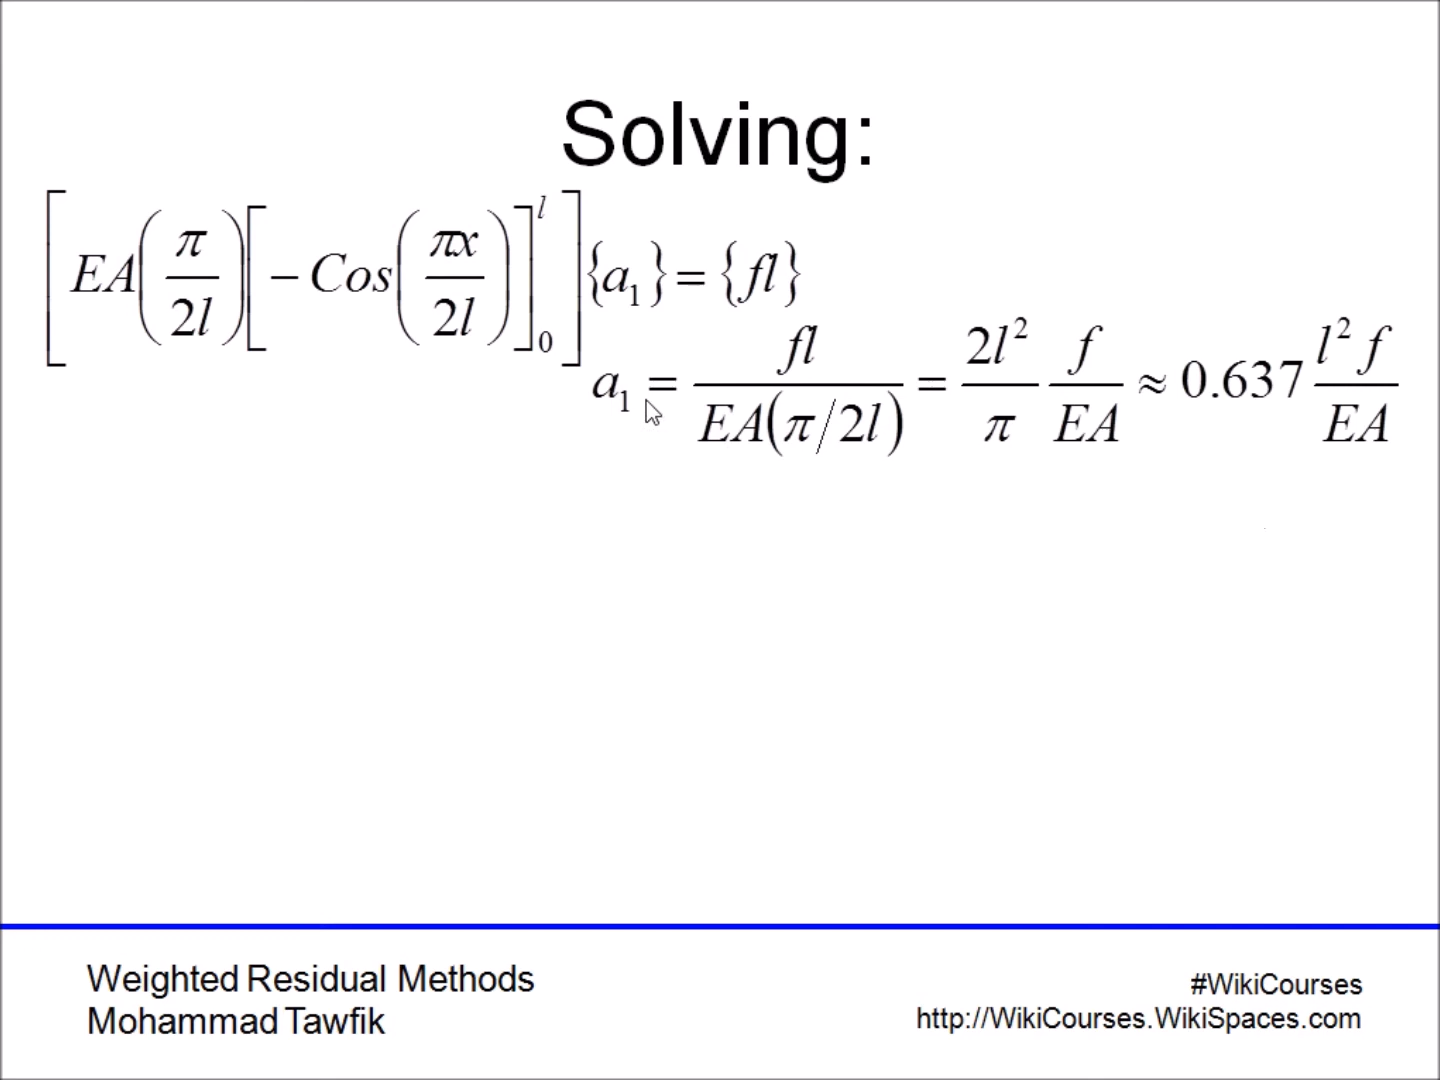 Solving:
[EA(π/2l)[−Cos(πx/2l)]₀ˡ]{a₁}={fl}
a₁ = fl/EA(π/2l) = 2l²/π f/EA ≈ 0.637 l²f/EA
Weighted Residual Methods
Mohammad Tawfik
#WikiCourses
http://WikiCourses.WikiSpaces.com